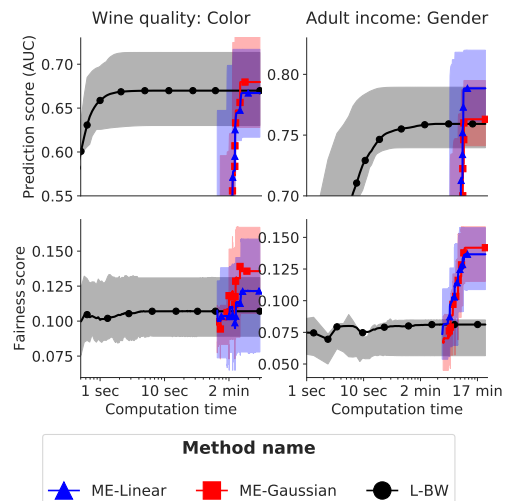 Wine quality: Color
Adult income: Gender
Prediction score (AUC)
0.70
0.65
0.60
0.55
0.80
0.75
0.70
Fairness score
0.150
0.125
0.100
0.075
0.150
0.125
0.100
0.075
0.050
1 sec 10 sec 2 min
1 sec 10 sec 2 min 17 min
Computation time
Computation time
Method name
ME-Linear ME-Gaussian L-BW